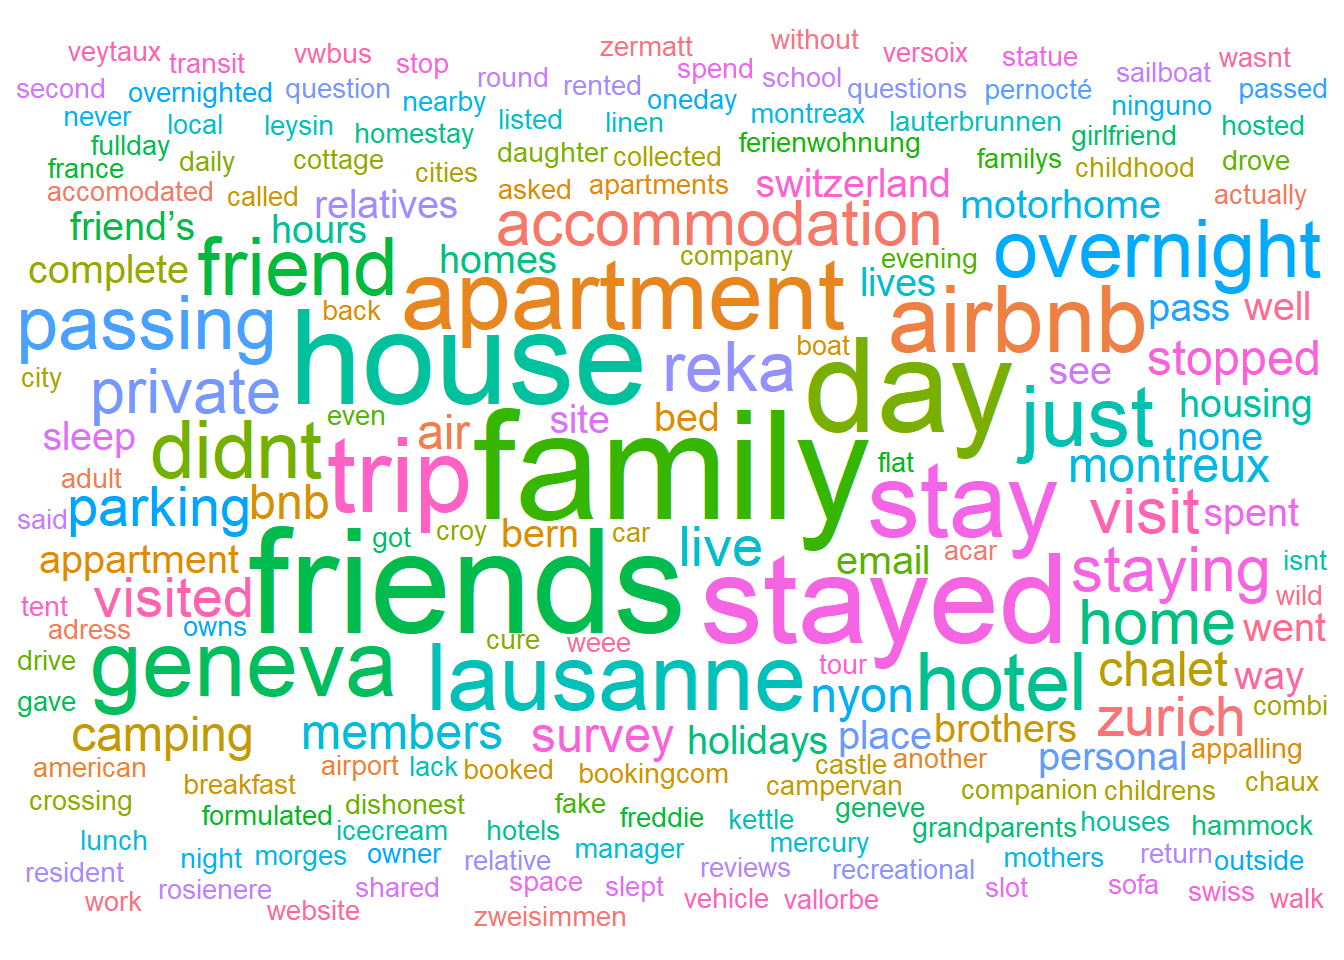 veytaux transit vwbus stop zermatt without versoix statue wasnt
second overnighted question round rented spend school questions pernocté sailboat passed
never local leysin nearby listed linen oneday montreax lauterbrunnen ninguno hosted
fullday homestay daughter collected ferienwohnung familys girlfriend
france daily cottage cities asked apartments switzerland childhood drove
accomodated called relatives accommodation motorhome actually
friend’s hours homes company evening overnight
complete friend apartment lives airbnb pass well
passing back house reka boat day see stopped
city private even site bed just housing
sleep didnt air family flat none
adult trip stay montreux
said parking bnb got croy bern car live visit spent
appartment friends email acar staying isnt
tent visited stayed home wild
adress owns cure weee went
drive geneva lausanne tour nyon hotel chalet way
gave combi
camping members survey holidays place brothers zurich
american airport lack booked bookingcom castle another personal appalling
crossing breakfast dishonest fake campervan companion childrens chaux
formulated icecream hotels freddie kettle geneve grandparents houses hammock
lunch night morges owner relative manager mercury mothers return outside
resident rosienere shared space slept reviews recreational slot sofa swiss
work website zweisimmen vehicle vallorbe walk